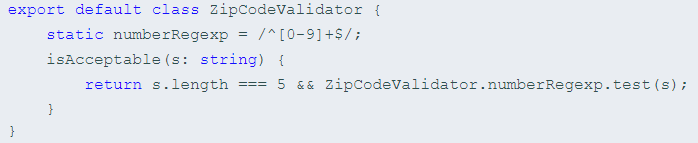 export default class ZipCodeValidator {
    static numberRegexp = /^[0-9]+$/;
    isAcceptable(s: string) {
        return s.length === 5 && ZipCodeValidator.numberRegexp.test(s);
    }
}